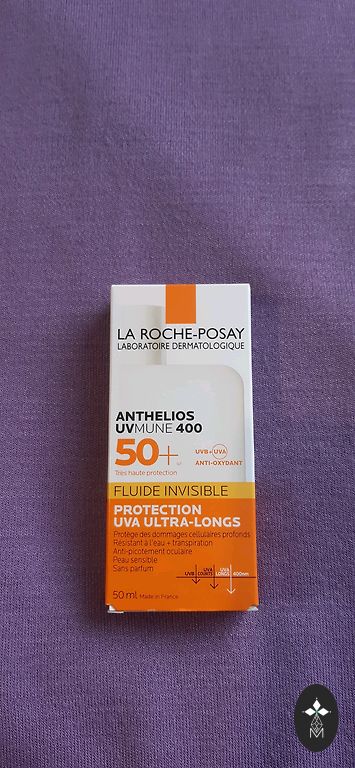 LA ROCHE-POSAY
LABORATOIRE DERMATOLOGIQUE
ANTHELIOS
UVMUNE 400
50+
Très haute protection
UVB + UVA
ANTI-OXYDANT
FLUIDE INVISIBLE
PROTECTION
UVA ULTRA-LONGS
Protège des dommages cellulaires profonds
Résistant à l'eau + transpiration
Anti-picotement oculaire
Peau sensible
Sans parfum
UVB
UVA COURTS
UVA LONGS
400nm
50 ml Made in France
M